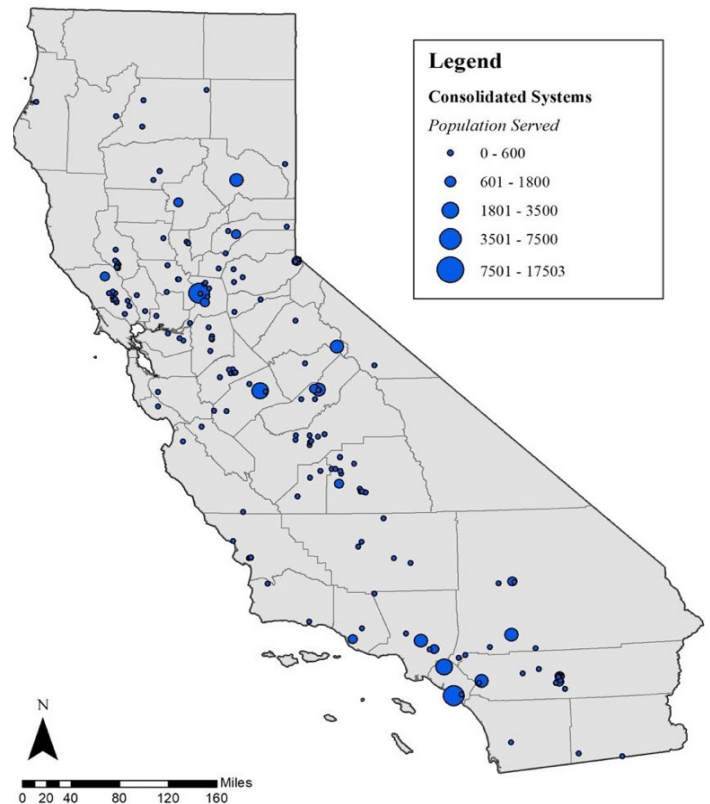 Legend
Consolidated Systems
Population Served
0 - 600
601 - 1800
1801 - 3500
3501 - 7500
7501 - 17503
N
Miles
0 20 40 80 120 160